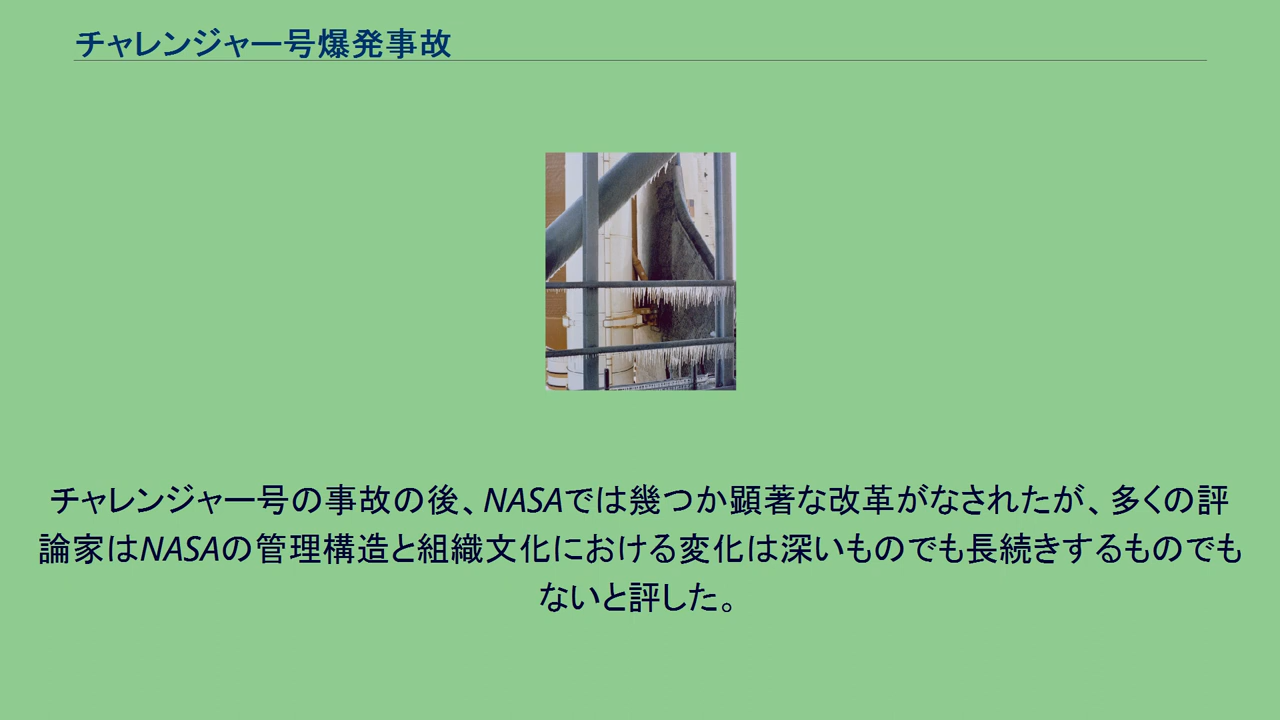 チャレンジャー号爆発事故
チャレンジャー号の事故の後、NASAでは幾つか顕著な改革がなされたが、多くの評
論家はNASAの管理構造と組織文化における変化は深いものでも長続きするものでも
ないと評した。